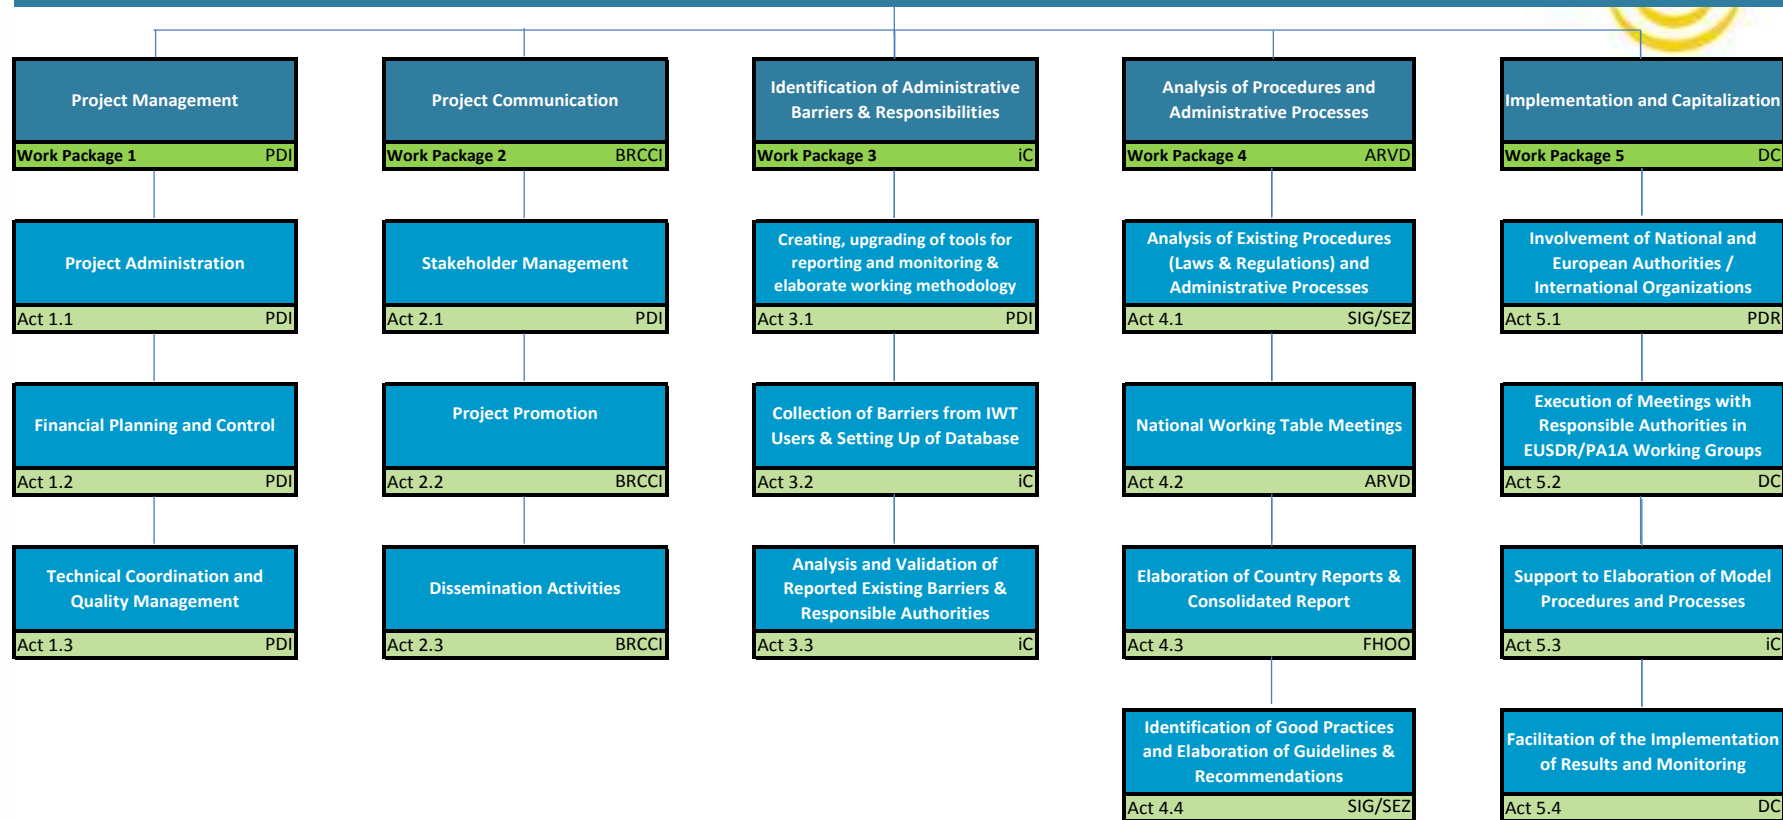 Project Management
Work Package 1 PDI
Project Communication
Work Package 2 BRCCI
Identification of Administrative
Barriers & Responsibilities
Work Package 3 iC
Analysis of Procedures and
Administrative Processes
Work Package 4 ARVD
Implementation and Capitalization
Work Package 5 DC
Project Administration
Act 1.1 PDI
Stakeholder Management
Act 2.1 PDI
Creating, upgrading of tools for
reporting and monitoring &
elaborate working methodology
Act 3.1 PDI
Analysis of Existing Procedures
(Laws & Regulations) and
Administrative Processes
Act 4.1 SIG/SEZ
Involvement of National and
European Authorities /
International Organizations
Act 5.1 PDR
Financial Planning and Control
Act 1.2 PDI
Project Promotion
Act 2.2 BRCCI
Collection of Barriers from IWT
Users & Setting Up of Database
Act 3.2 iC
National Working Table Meetings
Act 4.2 ARVD
Execution of Meetings with
Responsible Authorities in
EUSDR/PA1A Working Groups
Act 5.2 DC
Technical Coordination and
Quality Management
Act 1.3 PDI
Dissemination Activities
Act 2.3 BRCCI
Analysis and Validation of
Reported Existing Barriers &
Responsible Authorities
Act 3.3 iC
Elaboration of Country Reports &
Consolidated Report
Act 4.3 FHOO
Support to Elaboration of Model
Procedures and Processes
Act 5.3 iC
Identification of Good Practices
and Elaboration of Guidelines &
Recommendations
Act 4.4 SIG/SEZ
Facilitation of the Implementation
of Results and Monitoring
Act 5.4 DC